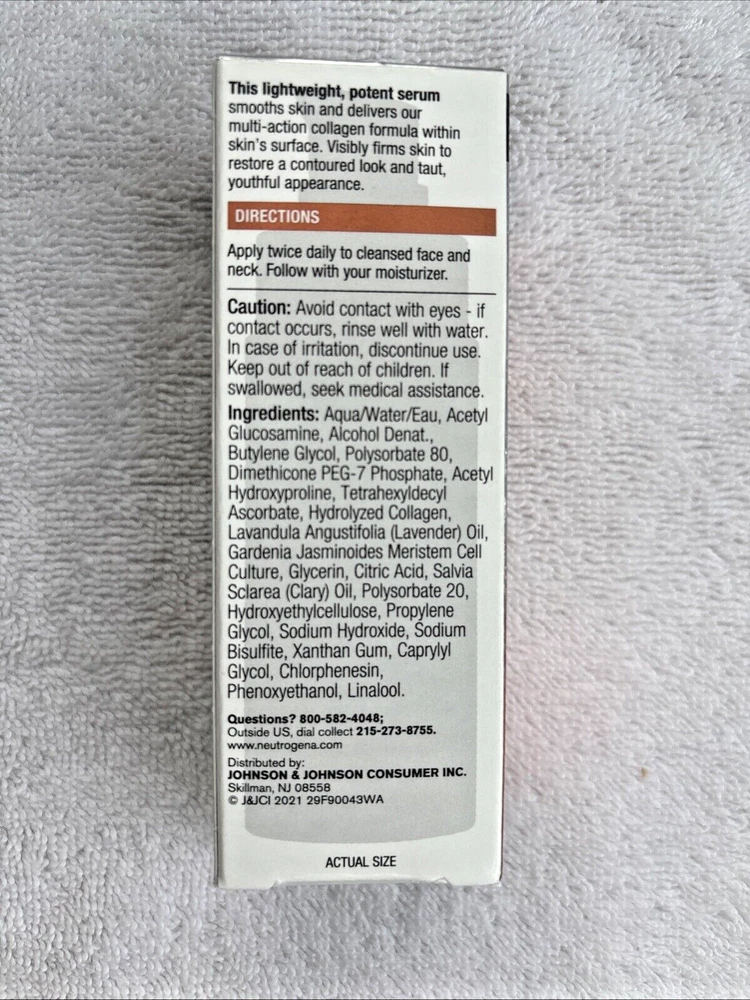 This lightweight, potent serum
smooths skin and delivers our
multi-action collagen formula within
skin's surface. Visibly firms skin to
restore a contoured look and taut,
youthful appearance.
DIRECTIONS
Apply twice daily to cleansed face and
neck. Follow with your moisturizer.
Caution: Avoid contact with eyes - if
contact occurs, rinse well with water.
In case of irritation, discontinue use.
Keep out of reach of children. If
swallowed, seek medical assistance.
Ingredients: Aqua/Water/Eau, Acetyl
Glucosamine, Alcohol Denat.,
Butylene Glycol, Polysorbate 80,
Dimethicone PEG-7 Phosphate, Acetyl
Hydroxyproline, Tetrahexyldecyl
Ascorbate, Hydrolyzed Collagen,
Lavandula Angustifolia (Lavender) Oil,
Gardenia Jasminoides Meristem Cell
Culture, Glycerin, Citric Acid, Salvia
Sclarea (Clary) Oil, Polysorbate 20,
Hydroxyethylcellulose, Propylene
Glycol, Sodium Hydroxide, Sodium
Bisulfite, Xanthan Gum, Caprylyl
Glycol, Chlorphenesin,
Phenoxyethanol, Linalool.
Questions? 800-582-4048;
Outside US, dial collect 215-273-8755.
www.neutrogena.com
Distributed by:
JOHNSON & JOHNSON CONSUMER INC.
Skillman, NJ 08558
© J&JCI 2021 29F90043WA
ACTUAL SIZE